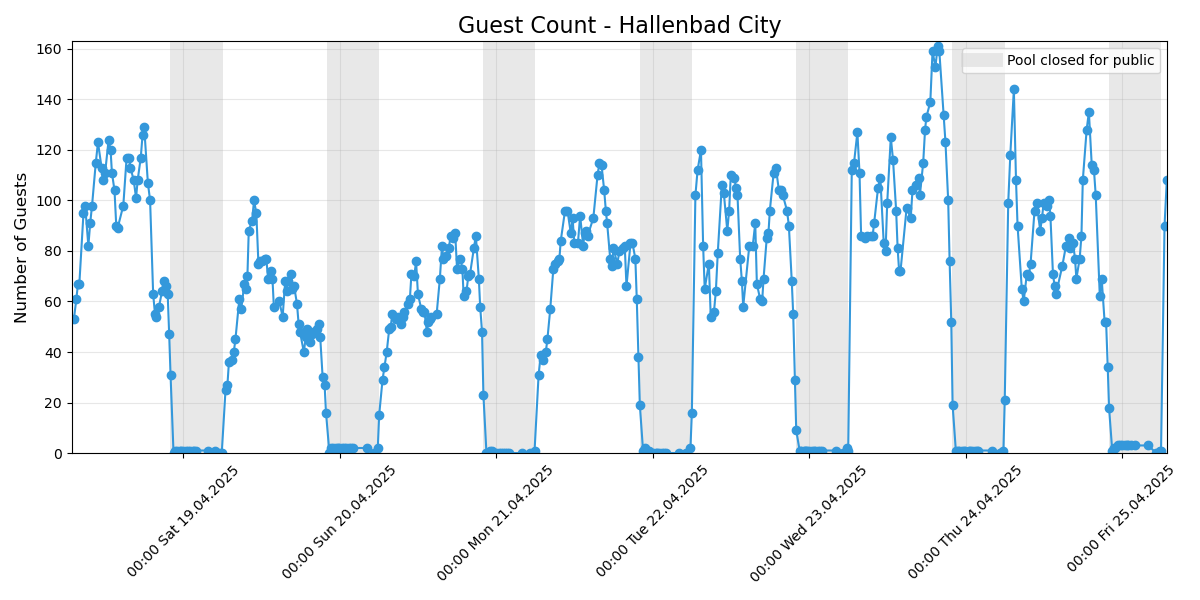 Guest Count - Hallenbad City
Pool closed for public
Number of Guests
160
140
120
100
80
60
40
20
0
00:00 Sat 19.04.2025
00:00 Sun 20.04.2025
00:00 Mon 21.04.2025
00:00 Tue 22.04.2025
00:00 Wed 23.04.2025
00:00 Thu 24.04.2025
00:00 Fri 25.04.2025